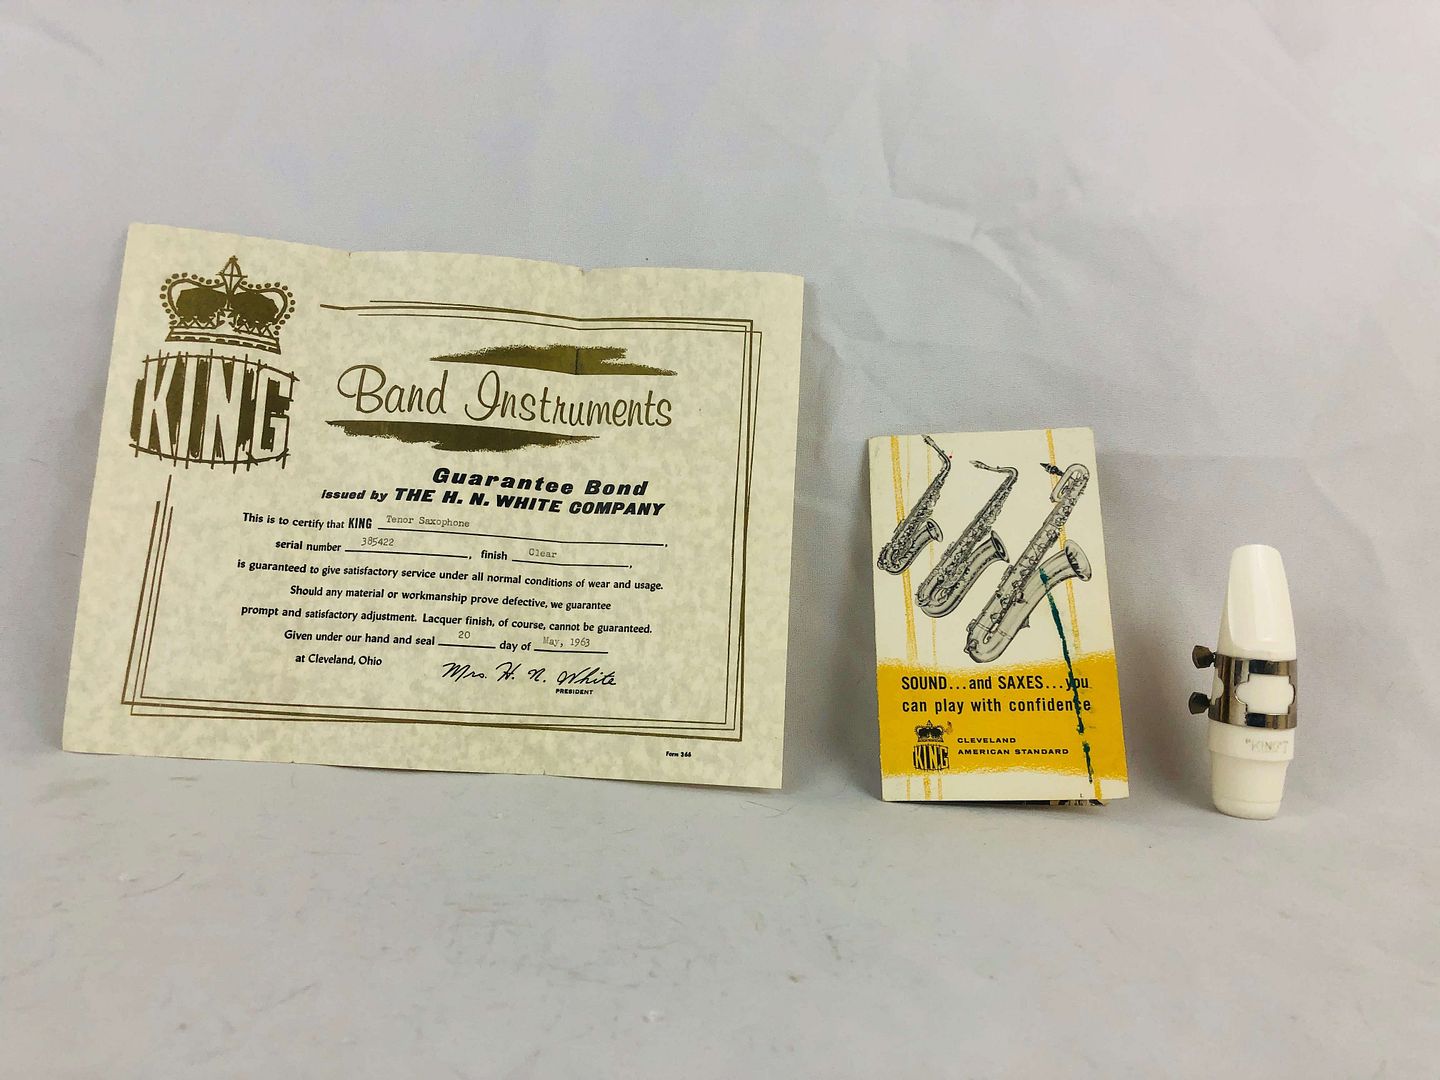 KING
Band Instruments
Guarantee Bond
issued by THE H. N. WHITE COMPANY
This is to certify that KING Tenor Saxophone,
serial number 385422, finish Clear,
is guaranteed to give satisfactory service under all normal conditions of wear and usage.
Should any material or workmanship prove defective, we guarantee
prompt and satisfactory adjustment. Lacquer finish, of course, cannot be guaranteed.
Given under our hand and seal 20 day of May, 1963
at Cleveland, Ohio
Mrs. H. N. White
PRESIDENT
Form 366
SOUND...and SAXES...you
can play with confidence
KING
CLEVELAND
AMERICAN STANDARD
"KING"